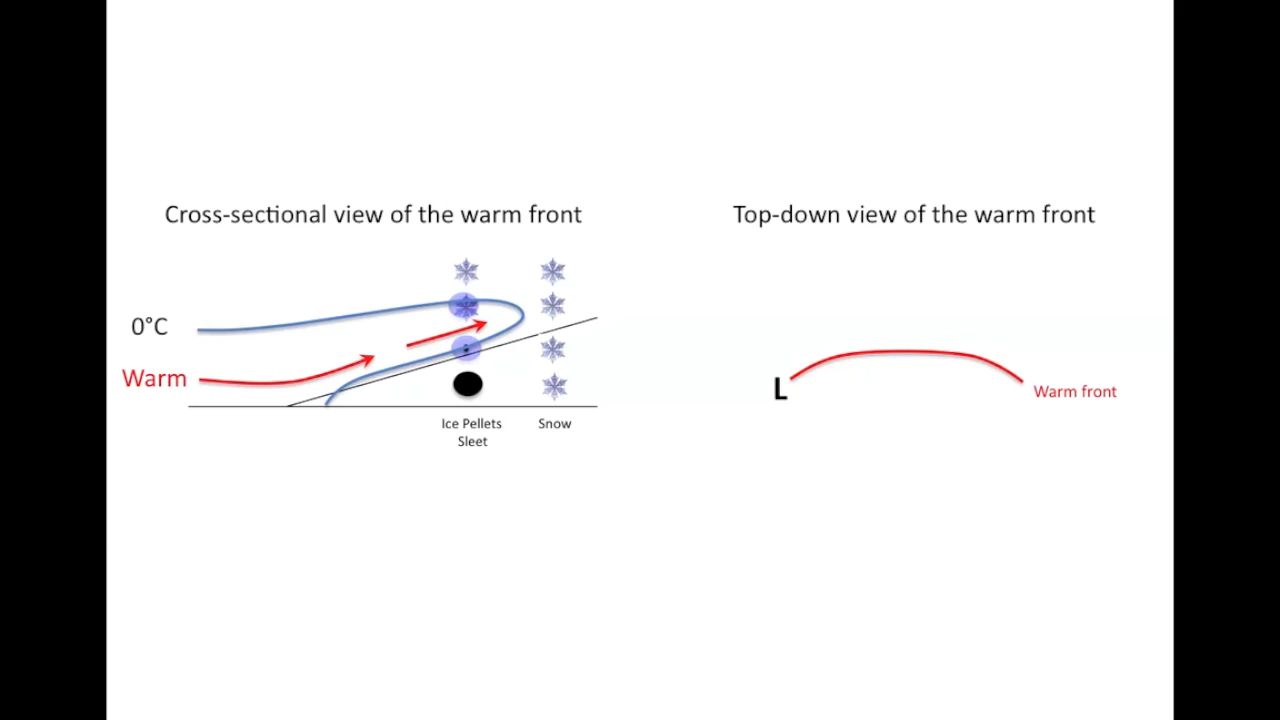 Cross-sectional view of the warm front
Top-down view of the warm front
0°C
Warm
L
Warm front
Ice Pellets
Sleet
Snow